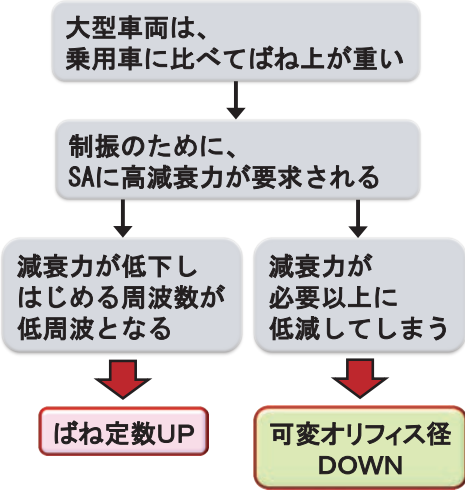 大型車両は、
乗用車に比べてばね上が重い
制振のために、
SAに高減衰力が要求される
減衰力が低下し
はじめる周波数が
低周波となる
減衰力が
必要以上に
低減してしまう
ばね定数UP
可変オリフィス径
DOWN